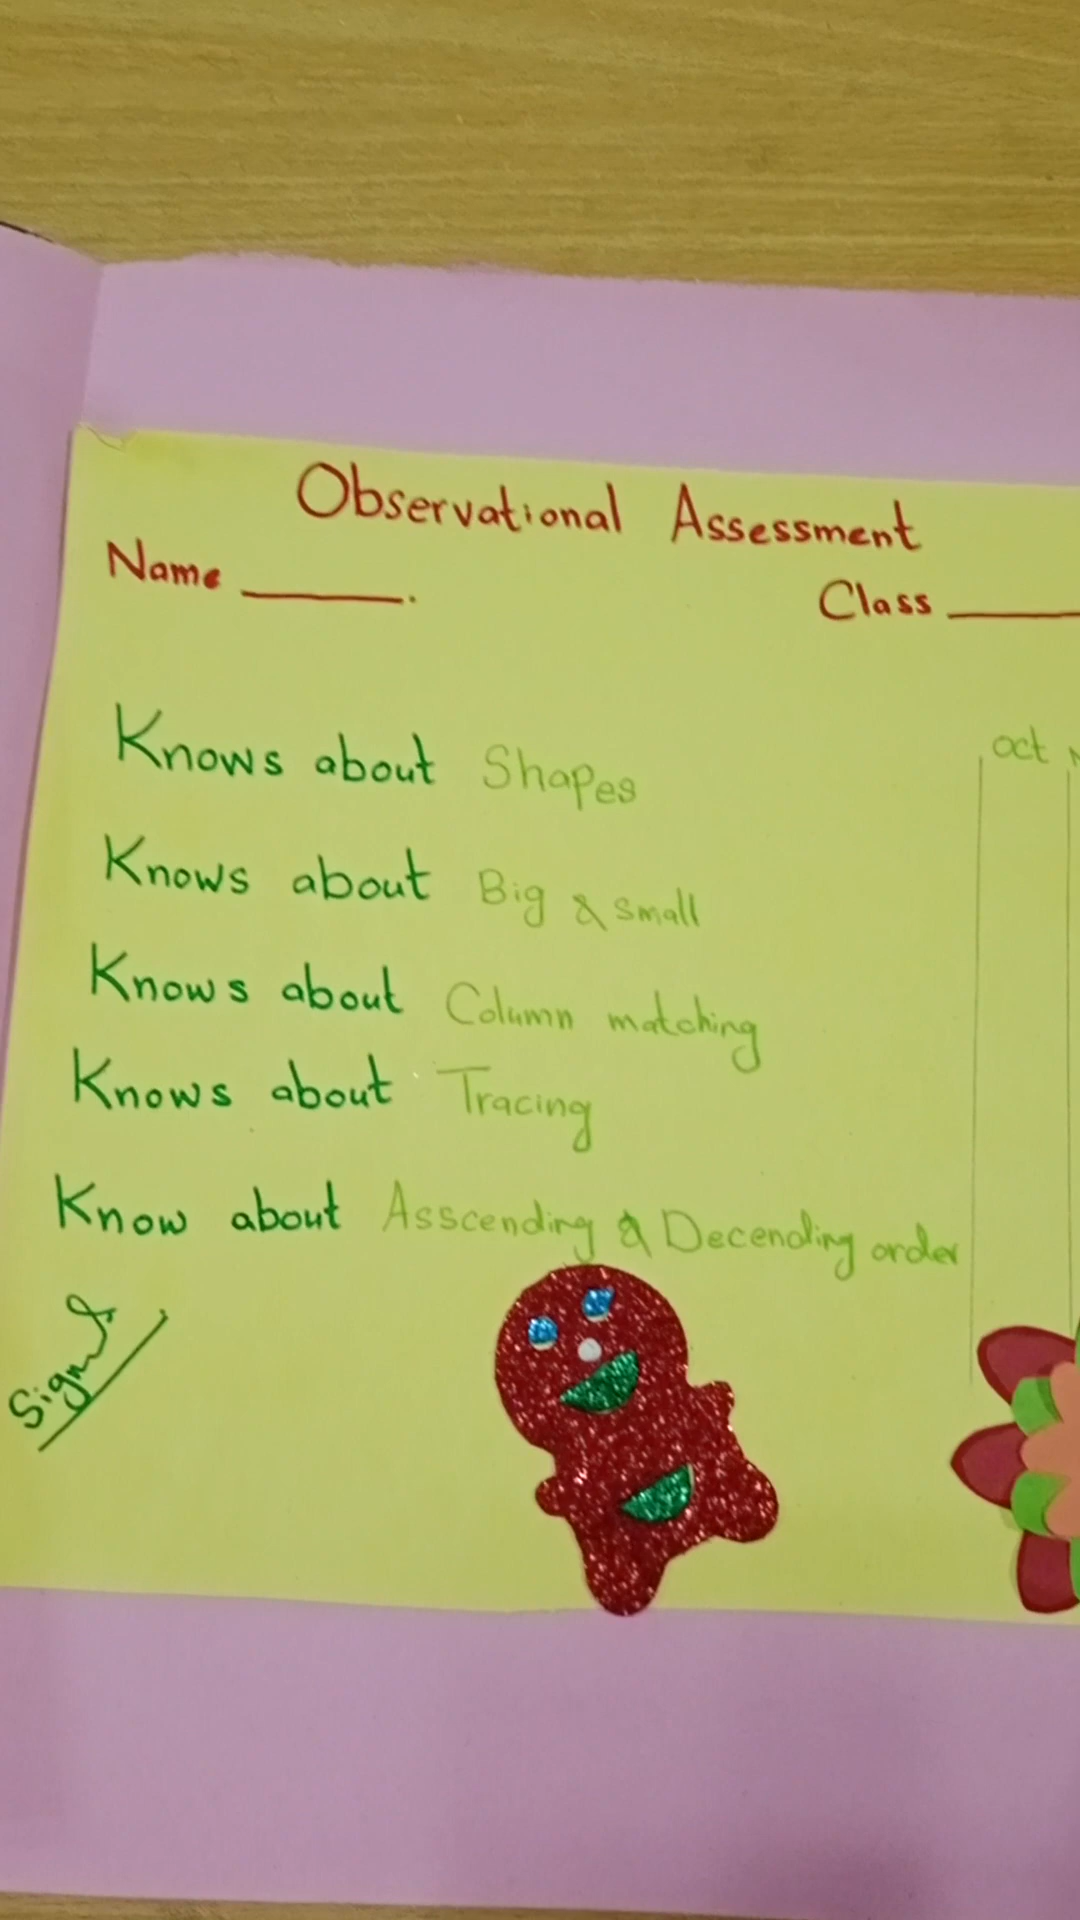 Observational Assessment
Name ______.
Class ______
oct
Knows about Shapes
Knows about Big & small
Knows about Column matching
Knows about Tracing
Know about Asscending & Decending order
Sign